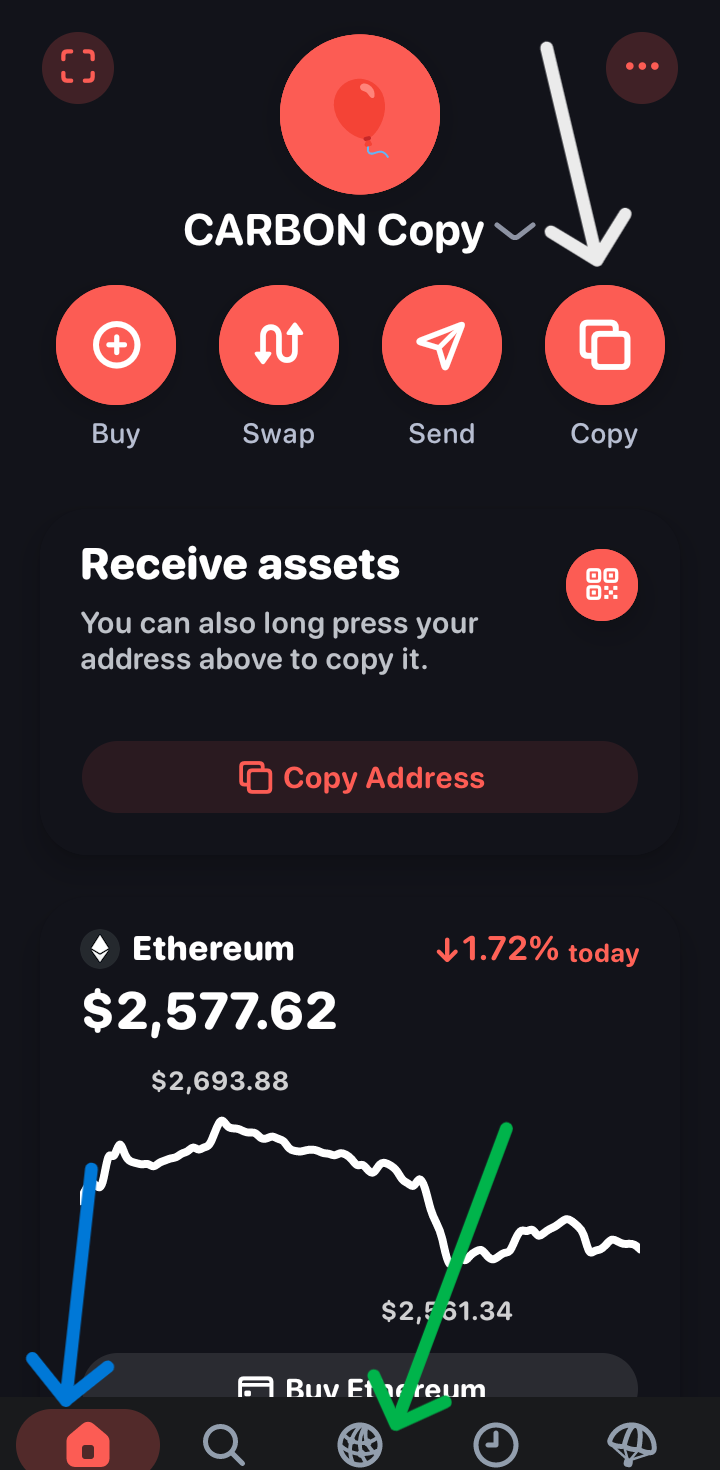 CARBON Copy
Buy Swap Send Copy
Receive assets
You can also long press your
address above to copy it.
Copy Address
Ethereum ↓1.72% today
$2,577.62
$2,693.88
$2,561.34
Buy Ethereum